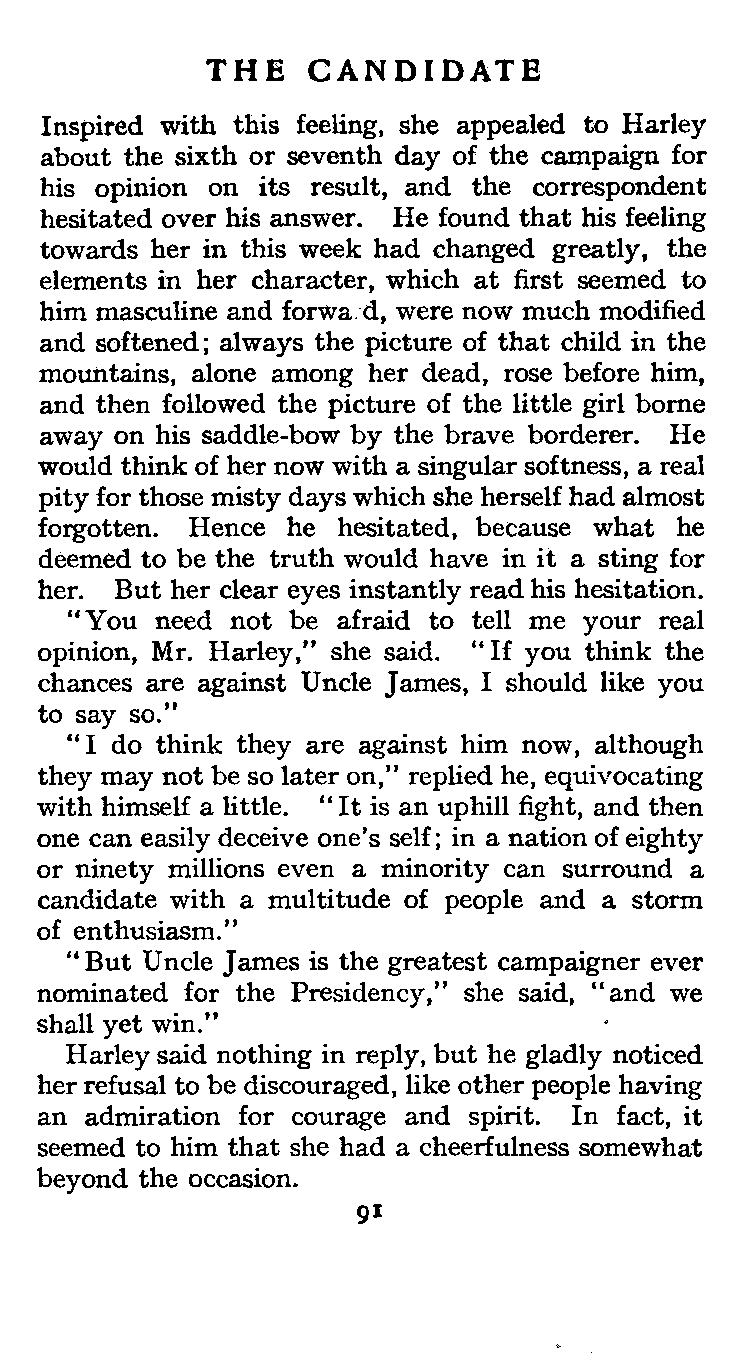 THE CANDIDATE
Inspired with this feeling, she appealed to Harley
about the sixth or seventh day of the campaign for
his opinion on its result, and the correspondent
hesitated over his answer. He found that his feeling
towards her in this week had changed greatly, the
elements in her character, which at first seemed to
him masculine and forwa d, were now much modified
and softened; always the picture of that child in the
mountains, alone among her dead, rose before him,
and then followed the picture of the little girl borne
away on his saddle-bow by the brave borderer. He
would think of her now with a singular softness, a real
pity for those misty days which she herself had almost
forgotten. Hence he hesitated, because what he
deemed to be the truth would have in it a sting for
her. But her clear eyes instantly read his hesitation.
"You need not be afraid to tell me your real
opinion, Mr. Harley," she said. "If you think the
chances are against Uncle James, I should like you
to say so."
"I do think they are against him now, although
they may not be so later on," replied he, equivocating
with himself a little. "It is an uphill fight, and then
one can easily deceive one's self; in a nation of eighty
or ninety millions even a minority can surround a
candidate with a multitude of people and a storm
of enthusiasm."
"But Uncle James is the greatest campaigner ever
nominated for the Presidency," she said, "and we
shall yet win."
Harley said nothing in reply, but he gladly noticed
her refusal to be discouraged, like other people having
an admiration for courage and spirit. In fact, it
seemed to him that she had a cheerfulness somewhat
beyond the occasion.
91